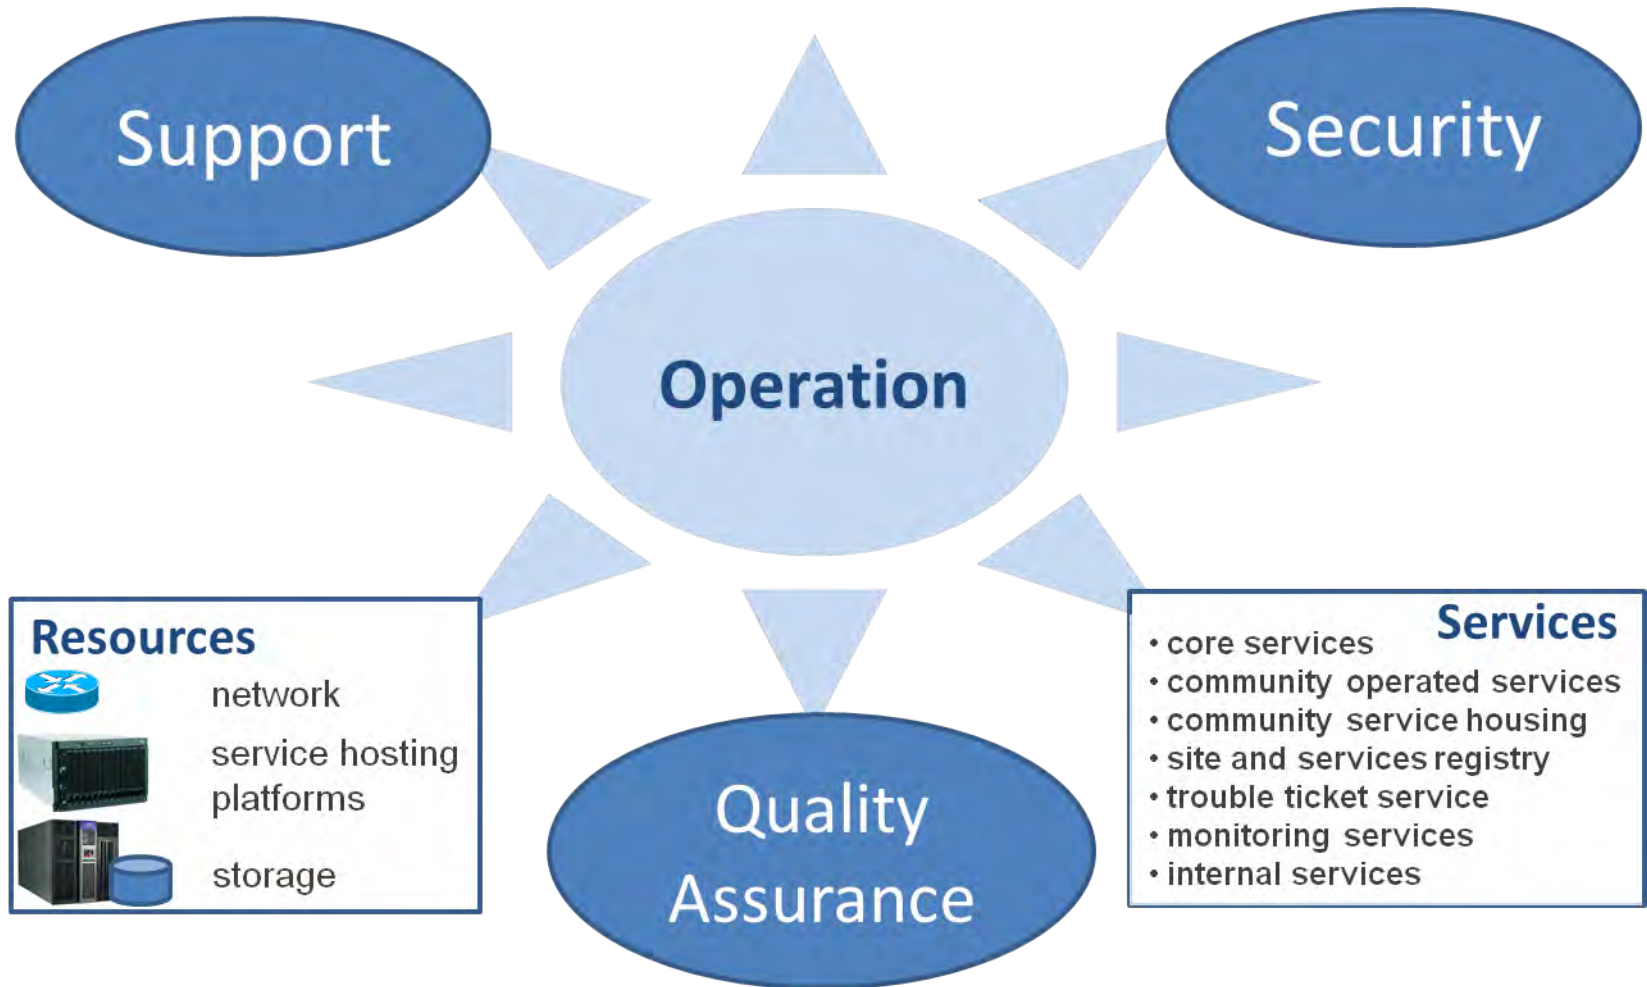 Support
Security
Operation
Resources
network
service hosting
platforms
storage
Quality
Assurance
Services
• core services
• community operated services
• community service housing
• site and services registry
• trouble ticket service
• monitoring services
• internal services